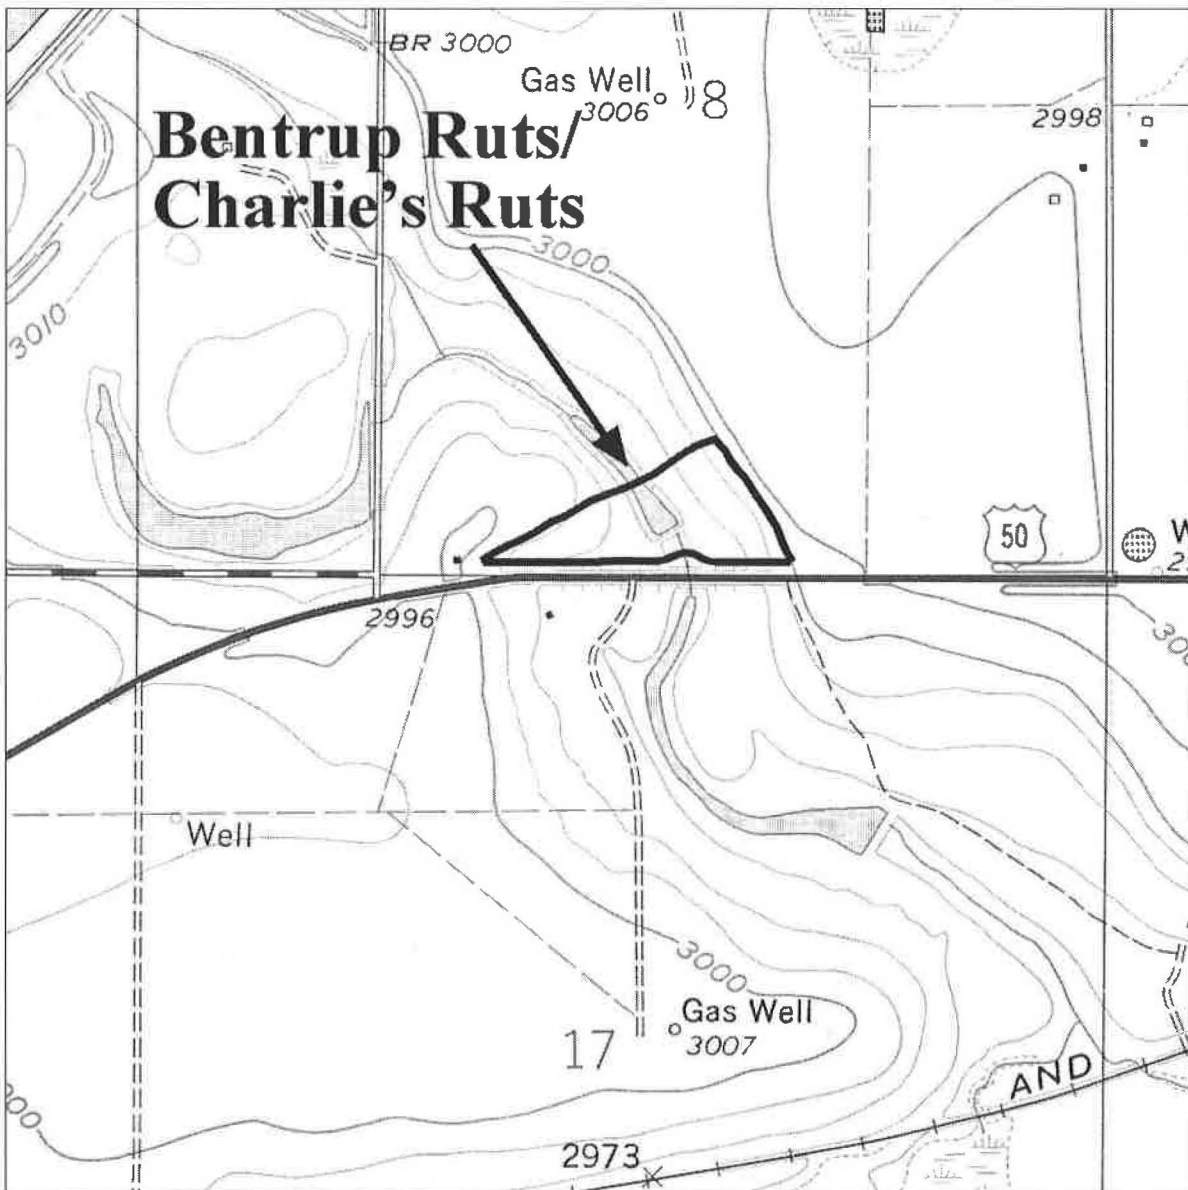 BR 3000
Gas Well
3006
8
2998
Bentrup Ruts/
Charlie's Ruts
3000
3010
50
W
2996
Well
3000
Gas Well
3007
17
AND
2973